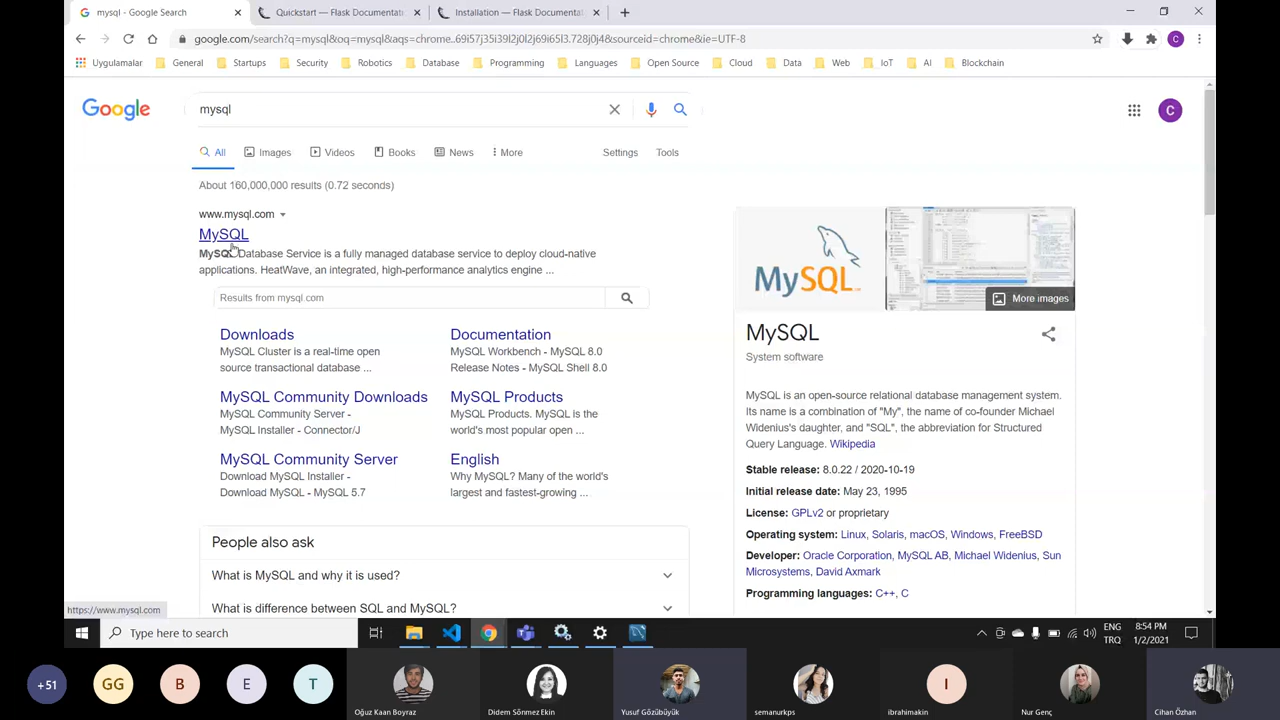 mysql - Google Search
Quickstart — Flask Documentat
Installation — Flask Documentat
google.com/search?q=mysql&oq=mysql&aqs=chrome..69i57j35i39l2j0l2j69i65l3.728j0j4&sourceid=chrome&ie=UTF-8
Uygulamalar General Startups Security Robotics Database Programming Languages Open Source Cloud Data Web IoT AI Blockchain
Google
mysql
C
All Images Videos Books News More Settings Tools
About 160,000,000 results (0.72 seconds)
www.mysql.com
MySQL
MySQL Database Service is a fully managed database service to deploy cloud-native
applications. HeatWave, an integrated, high-performance analytics engine ...
Results from mysql.com
Downloads
MySQL Cluster is a real-time open
source transactional database ...
Documentation
MySQL Workbench - MySQL 8.0
Release Notes - MySQL Shell 8.0
MySQL Community Downloads
MySQL Community Server -
MySQL Installer - Connector/J
MySQL Products
MySQL Products. MySQL is the
world's most popular open ...
MySQL Community Server
Download MySQL Installer -
Download MySQL - MySQL 5.7
English
Why MySQL? Many of the world's
largest and fastest-growing ...
People also ask
What is MySQL and why it is used?
What is difference between SQL and MySQL?
MySQL
More images
MySQL
System software
MySQL is an open-source relational database management system.
Its name is a combination of "My", the name of co-founder Michael
Widenius's daughter, and "SQL", the abbreviation for Structured
Query Language. Wikipedia
Stable release: 8.0.22 / 2020-10-19
Initial release date: May 23, 1995
License: GPLv2 or proprietary
Operating system: Linux, Solaris, macOS, Windows, FreeBSD
Developer: Oracle Corporation, MySQL AB, Michael Widenius, Sun
Microsystems, David Axmark
Programming languages: C++, C
https://www.mysql.com
Type here to search
ENG
TRQ
8:54 PM
1/2/2021
+51
GG
B
E
T
I
Oğuz Kaan Boyraz
Didem Sönmez Ekin
Yusuf Gözübüyük
semanurkps
ibrahimakin
Nur Genç
Cihan Özhan